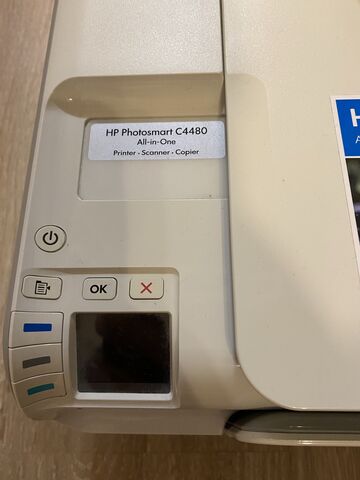 HP Photosmart C4480
All-in-One
Printer · Scanner · Copier
OK